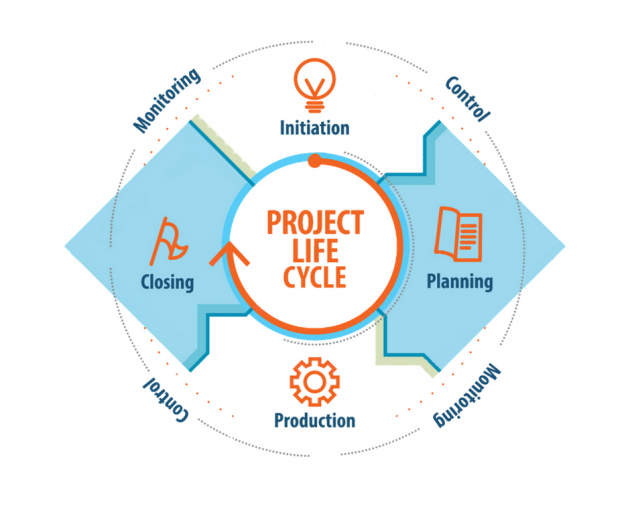 Monitoring
Control
Initiation
PROJECT
LIFE
CYCLE
Closing
Planning
Control
Production
Monitoring